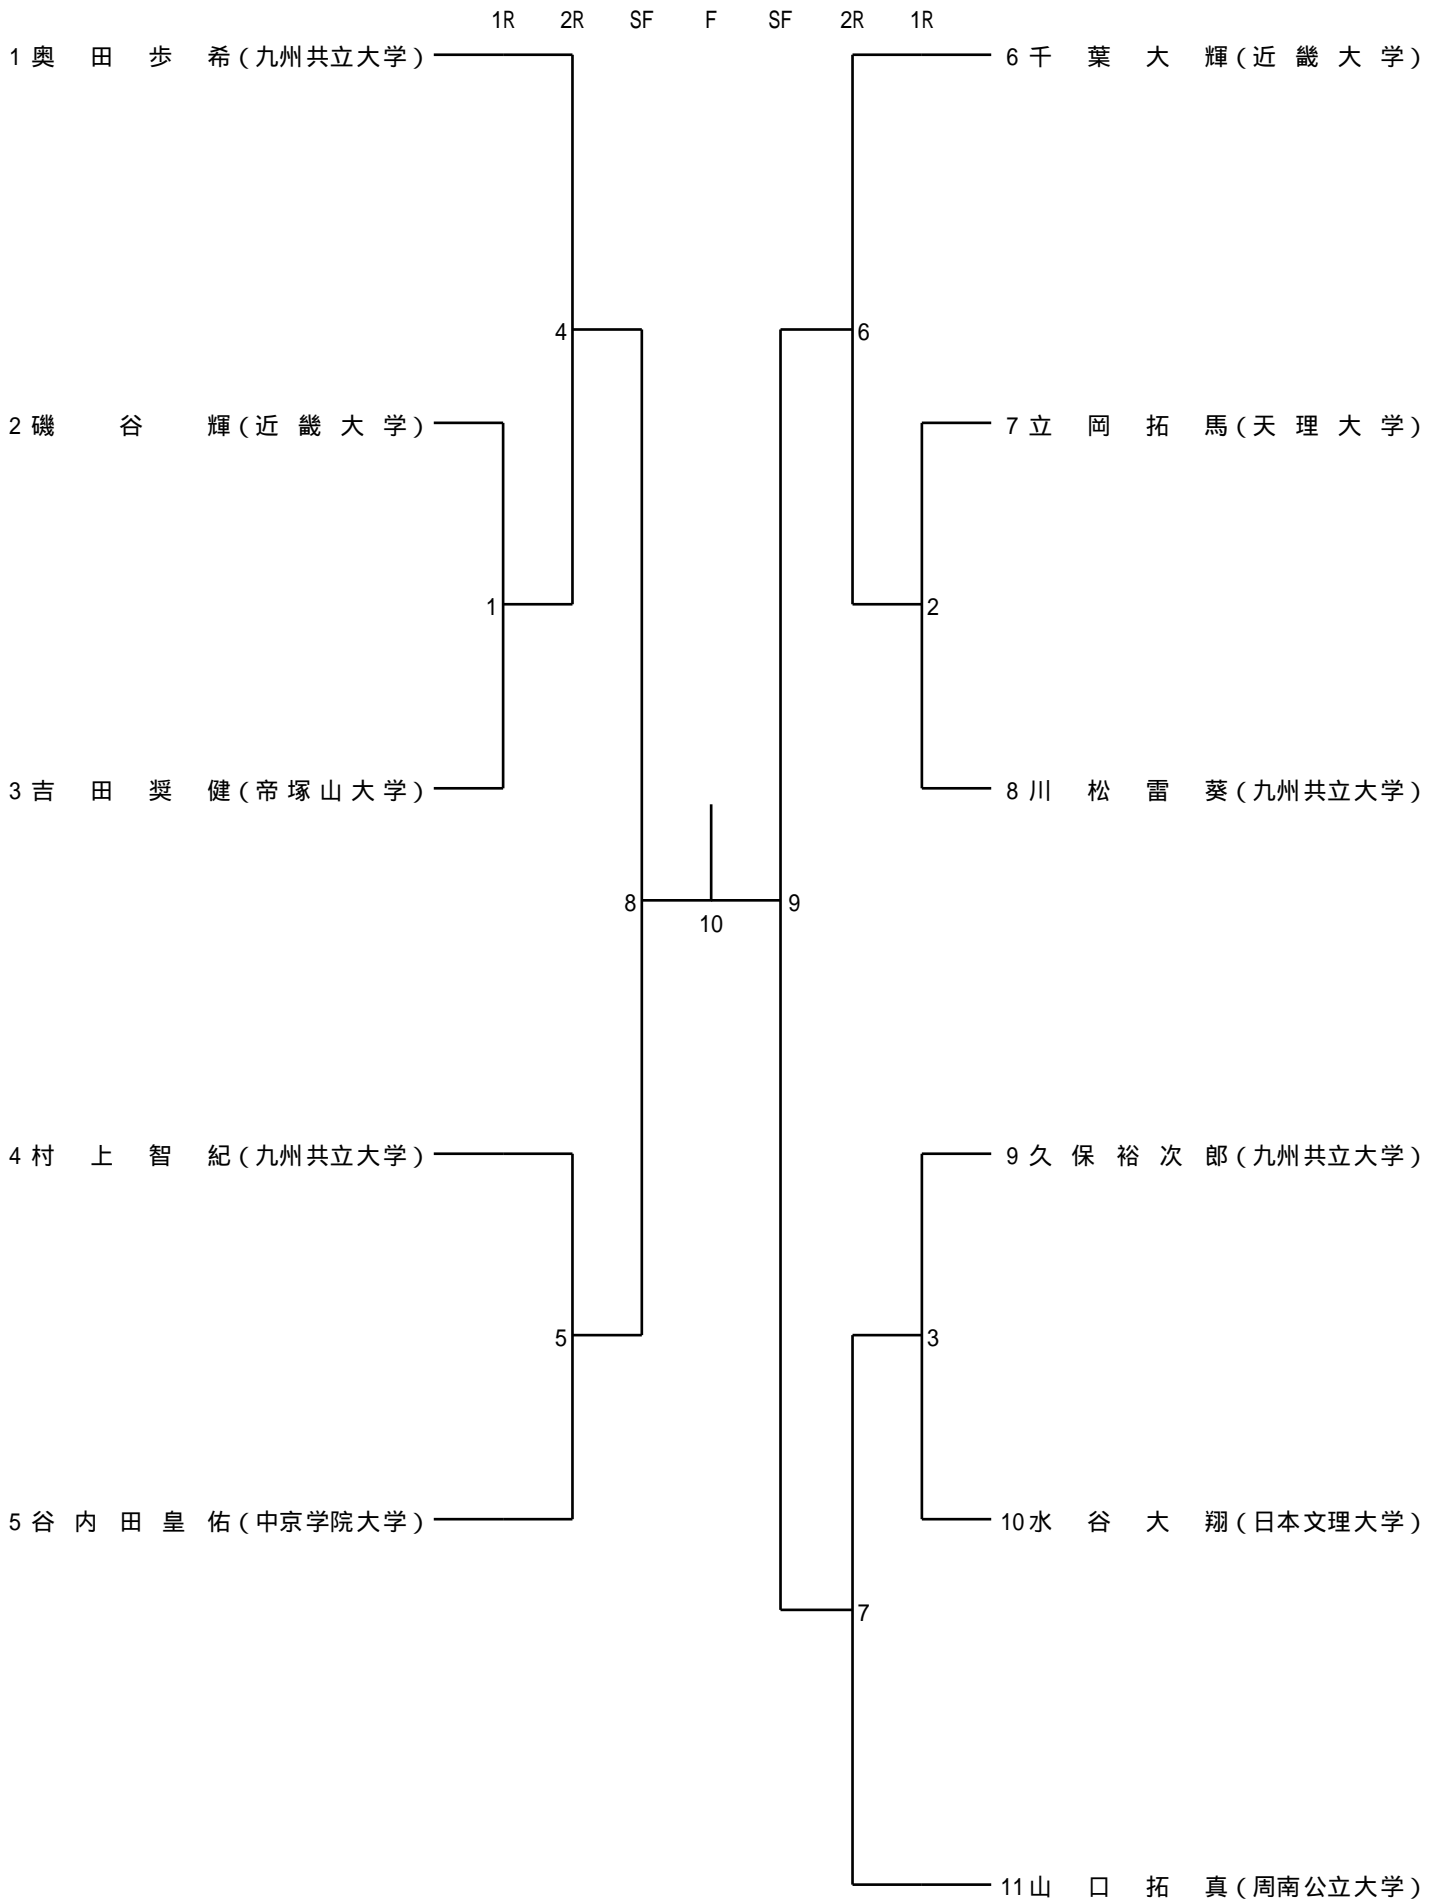 1R 2R SF F SF 2R 1R
1 奥田歩希(九州共立大学)
6 千葉大輝(近畿大学)
4
6
2 磯谷輝(近畿大学)
7 立岡拓馬(天理大学)
1
2
3 吉田奨健(帝塚山大学)
8 川松雷葵(九州共立大学)
8
9
10
4 村上智紀(九州共立大学)
9 久保裕次郎(九州共立大学)
5
3
5 谷内田皇佑(中京学院大学)
10 水谷大翔(日本文理大学)
7
11 山口拓真(周南公立大学)